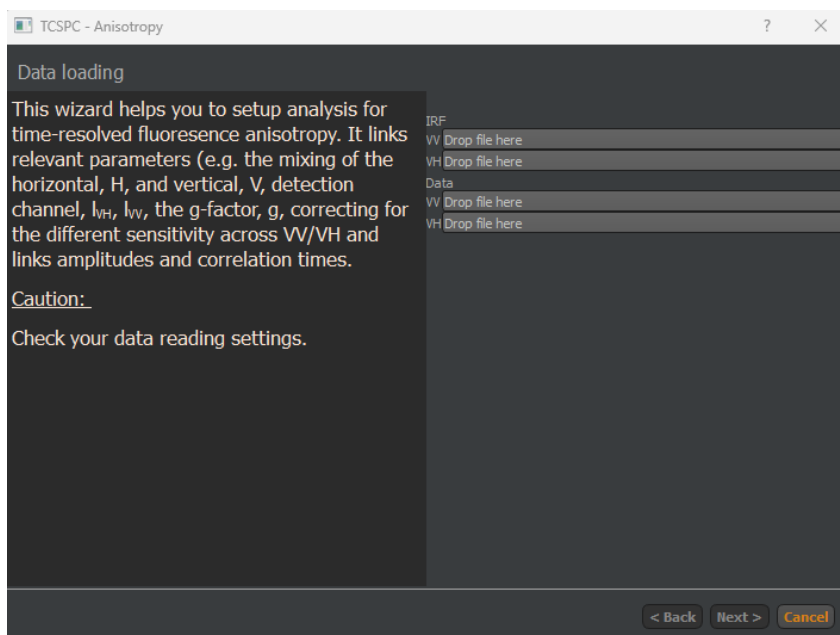 TCSPC - Anisotropy
?
Data loading
This wizard helps you to setup analysis for
time-resolved fluoresence anisotropy. It links
relevant parameters (e.g. the mixing of the
horizontal, H, and vertical, V, detection
channel, lVH, lVV, the g-factor, g, correcting for
the different sensitivity across VV/VH and
links amplitudes and correlation times.
Caution:
Check your data reading settings.
IRF
VV Drop file here
VH Drop file here
Data
VV Drop file here
VH Drop file here
< Back Next > Cancel